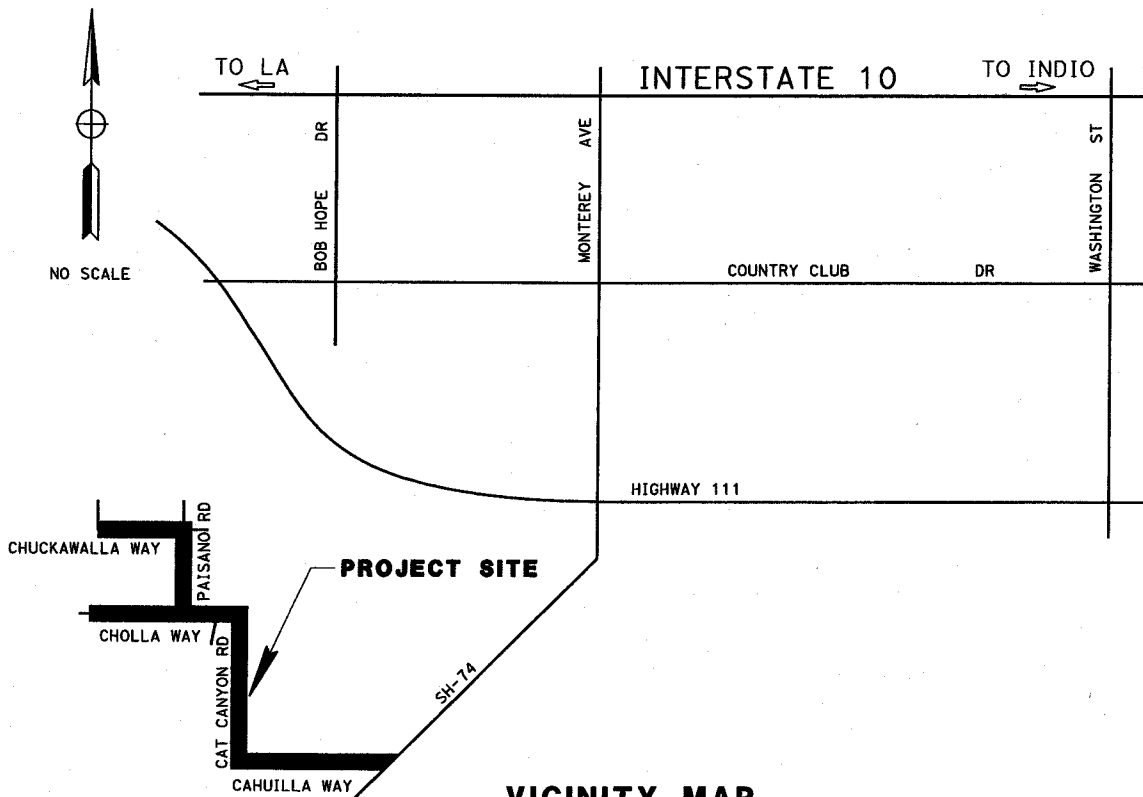 TO LA
INTERSTATE 10
TO INDIO
BOB HOPE DR
MONTEREY AVE
WASHINGTON ST
NO SCALE
COUNTRY CLUB DR
HIGHWAY 111
CHUCKAWALLA WAY
PAISANO RD
PROJECT SITE
CHOLLA WAY
CAT CANYON RD
SH-74
CAHUILLA WAY
VICINITY MAP